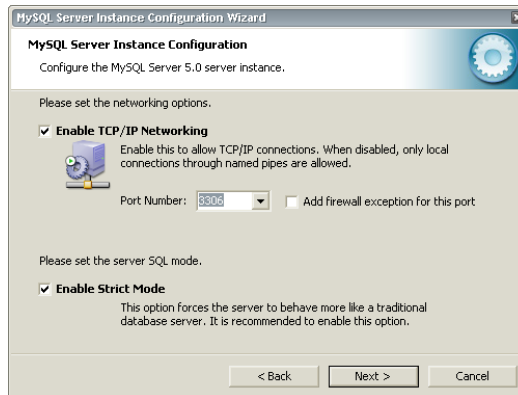 MySQL Server Instance Configuration Wizard
MySQL Server Instance Configuration
Configure the MySQL Server 5.0 server instance.
Please set the networking options.
Enable TCP/IP Networking
Enable this to allow TCP/IP connections. When disabled, only local
connections through named pipes are allowed.
Port Number: 3306 Add firewall exception for this port
Please set the server SQL mode.
Enable Strict Mode
This option forces the server to behave more like a traditional
database server. It is recommended to enable this option.
< Back Next > Cancel